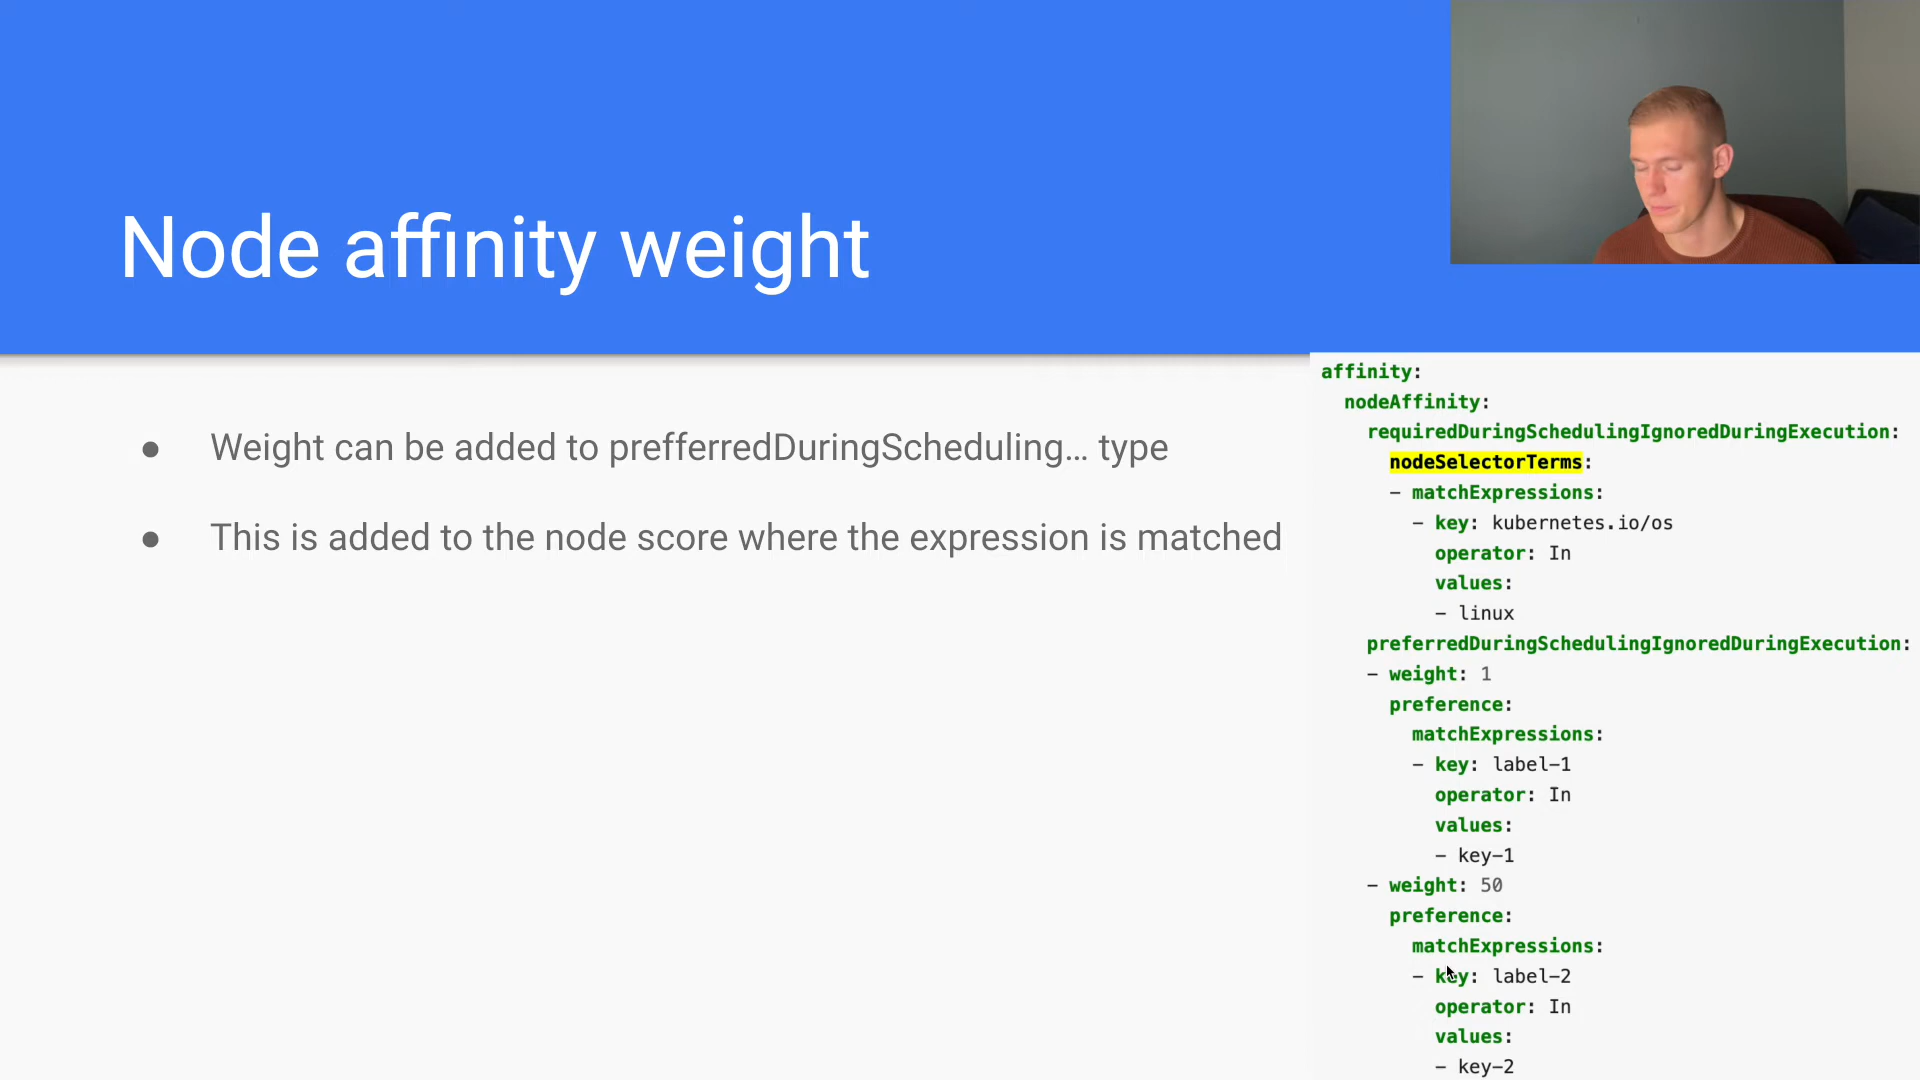 Node affinity weight
● Weight can be added to prefferredDuringScheduling... type
● This is added to the node score where the expression is matched
affinity:
nodeAffinity:
requiredDuringSchedulingIgnoredDuringExecution:
nodeSelectorTerms:
- matchExpressions:
- key: kubernetes.io/os
operator: In
values:
- linux
preferredDuringSchedulingIgnoredDuringExecution:
- weight: 1
preference:
matchExpressions:
- key: label-1
operator: In
values:
- key-1
- weight: 50
preference:
matchExpressions:
- key: label-2
operator: In
values:
- key-2